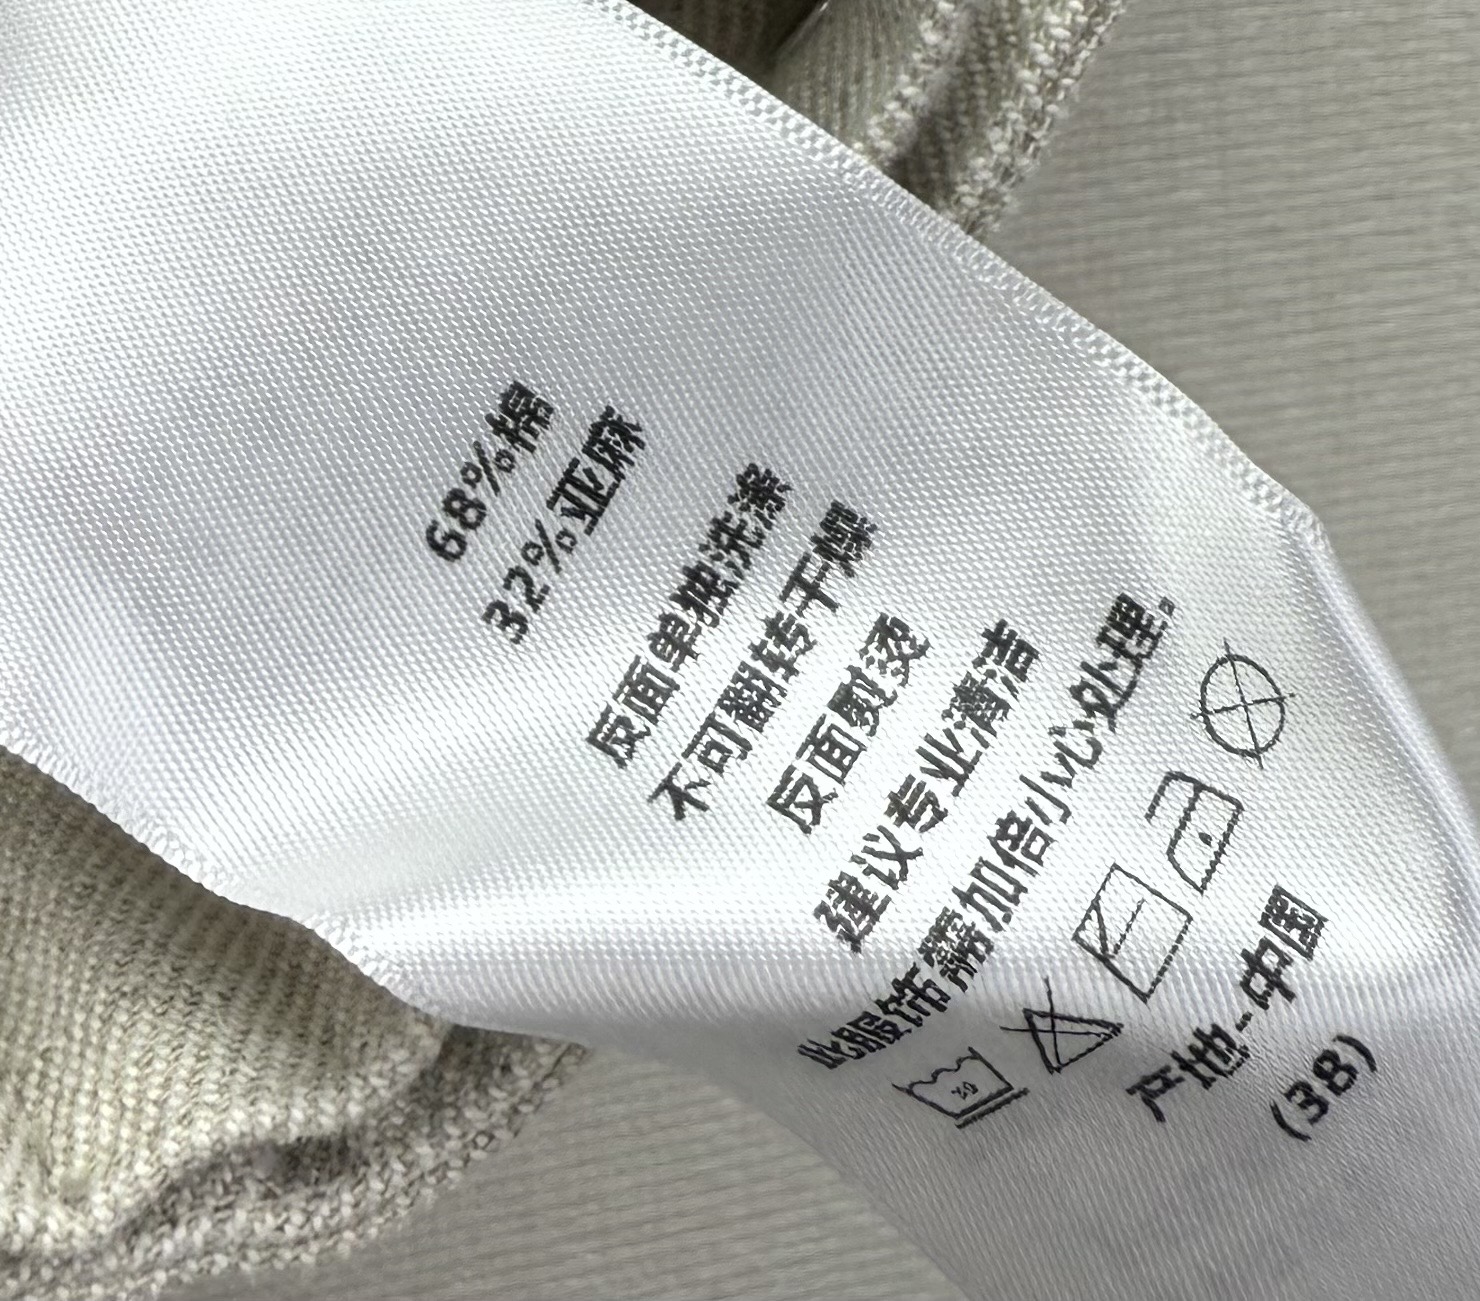 68%棉
32%亚麻
反面单独洗涤
不可翻转干燥
反面熨烫
建议专业清洁
此服饰需加倍小心处理。
产地-中国
(38)